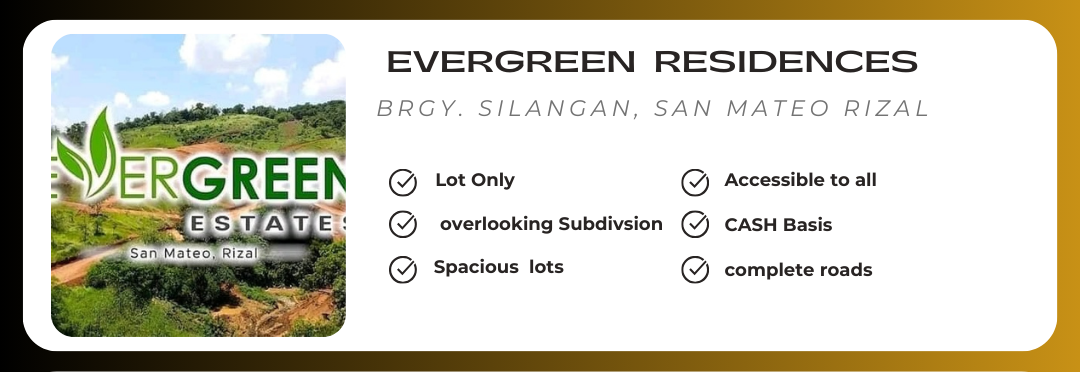 EVERGREEN RESIDENCES
BRGY. SILANGAN, SAN MATEO RIZAL
EVERGREEN
ESTATES
San Mateo, Rizal
Lot Only
overlooking Subdivsion
Spacious lots
Accessible to all
CASH Basis
complete roads